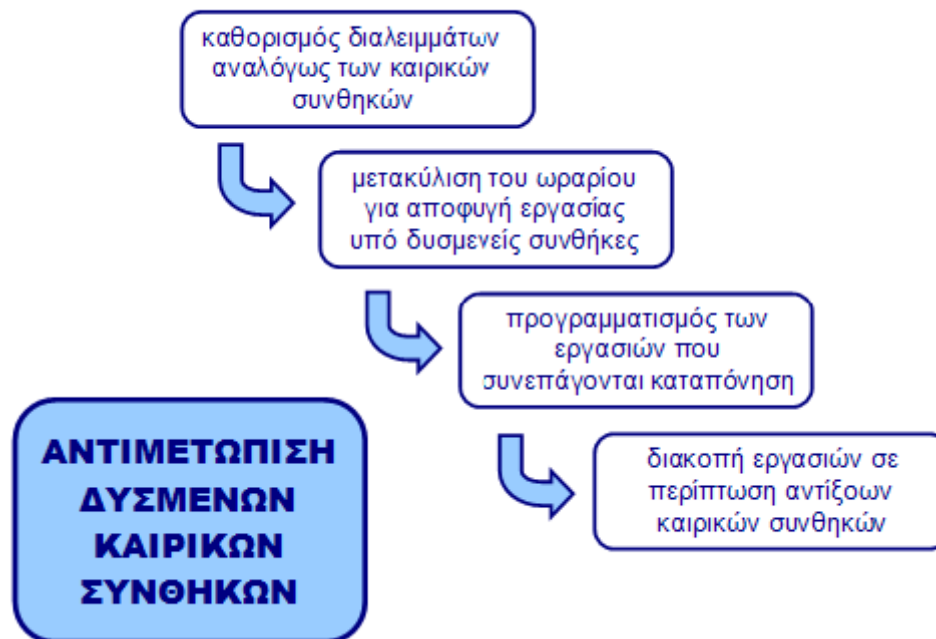 καθορισμός διαλειμμάτων
αναλόγως των καιρικών
συνθηκών
μετακύλιση του ωραρίου
για αποφυγή εργασίας
υπό δυσμενείς συνθήκες
προγραμματισμός των
εργασιών που
συνεπάγονται καταπόνηση
διακοπή εργασιών σε
περίπτωση αντίξοων
καιρικών συνθηκών
ΑΝΤΙΜΕΤΩΠΙΣΗ
ΔΥΣΜΕΝΩΝ
ΚΑΙΡΙΚΩΝ
ΣΥΝΘΗΚΩΝ